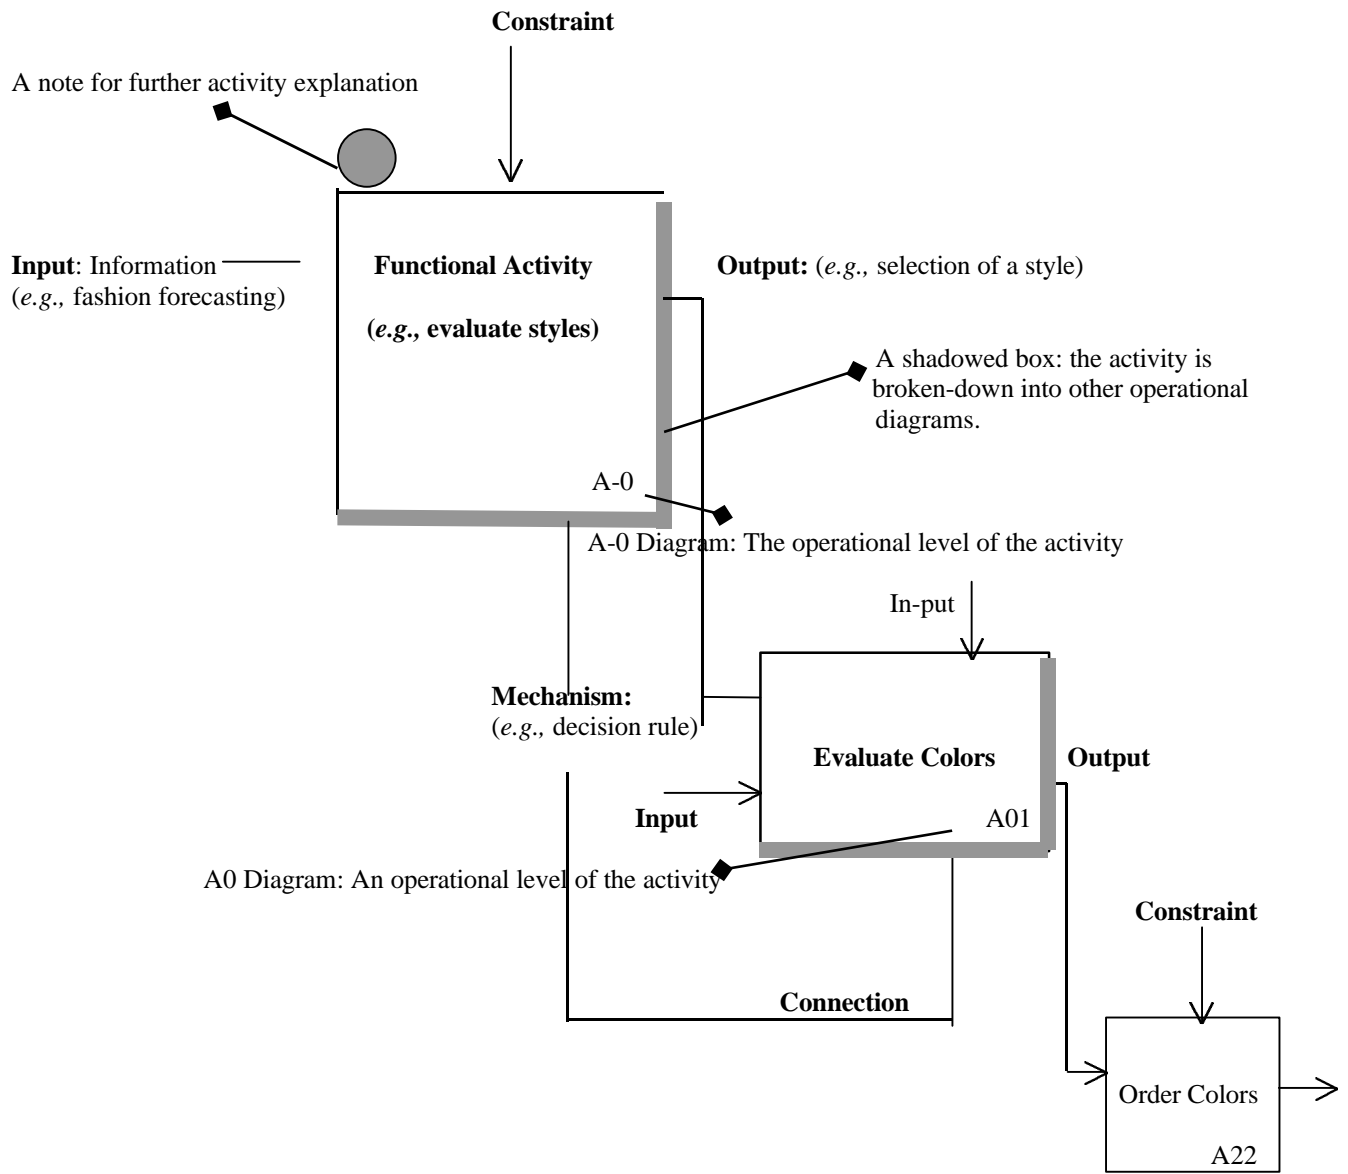 Constraint
A note for further activity explanation
Input: Information
(e.g., fashion forecasting)
Functional Activity
(e.g., evaluate styles)
Output: (e.g., selection of a style)
A shadowed box: the activity is
broken-down into other operational
diagrams.
A-0
A-0 Diagram: The operational level of the activity
In-put
Mechanism:
(e.g., decision rule)
Evaluate Colors
Output
Input
A01
A0 Diagram: An operational level of the activity
Constraint
Connection
Order Colors
A22